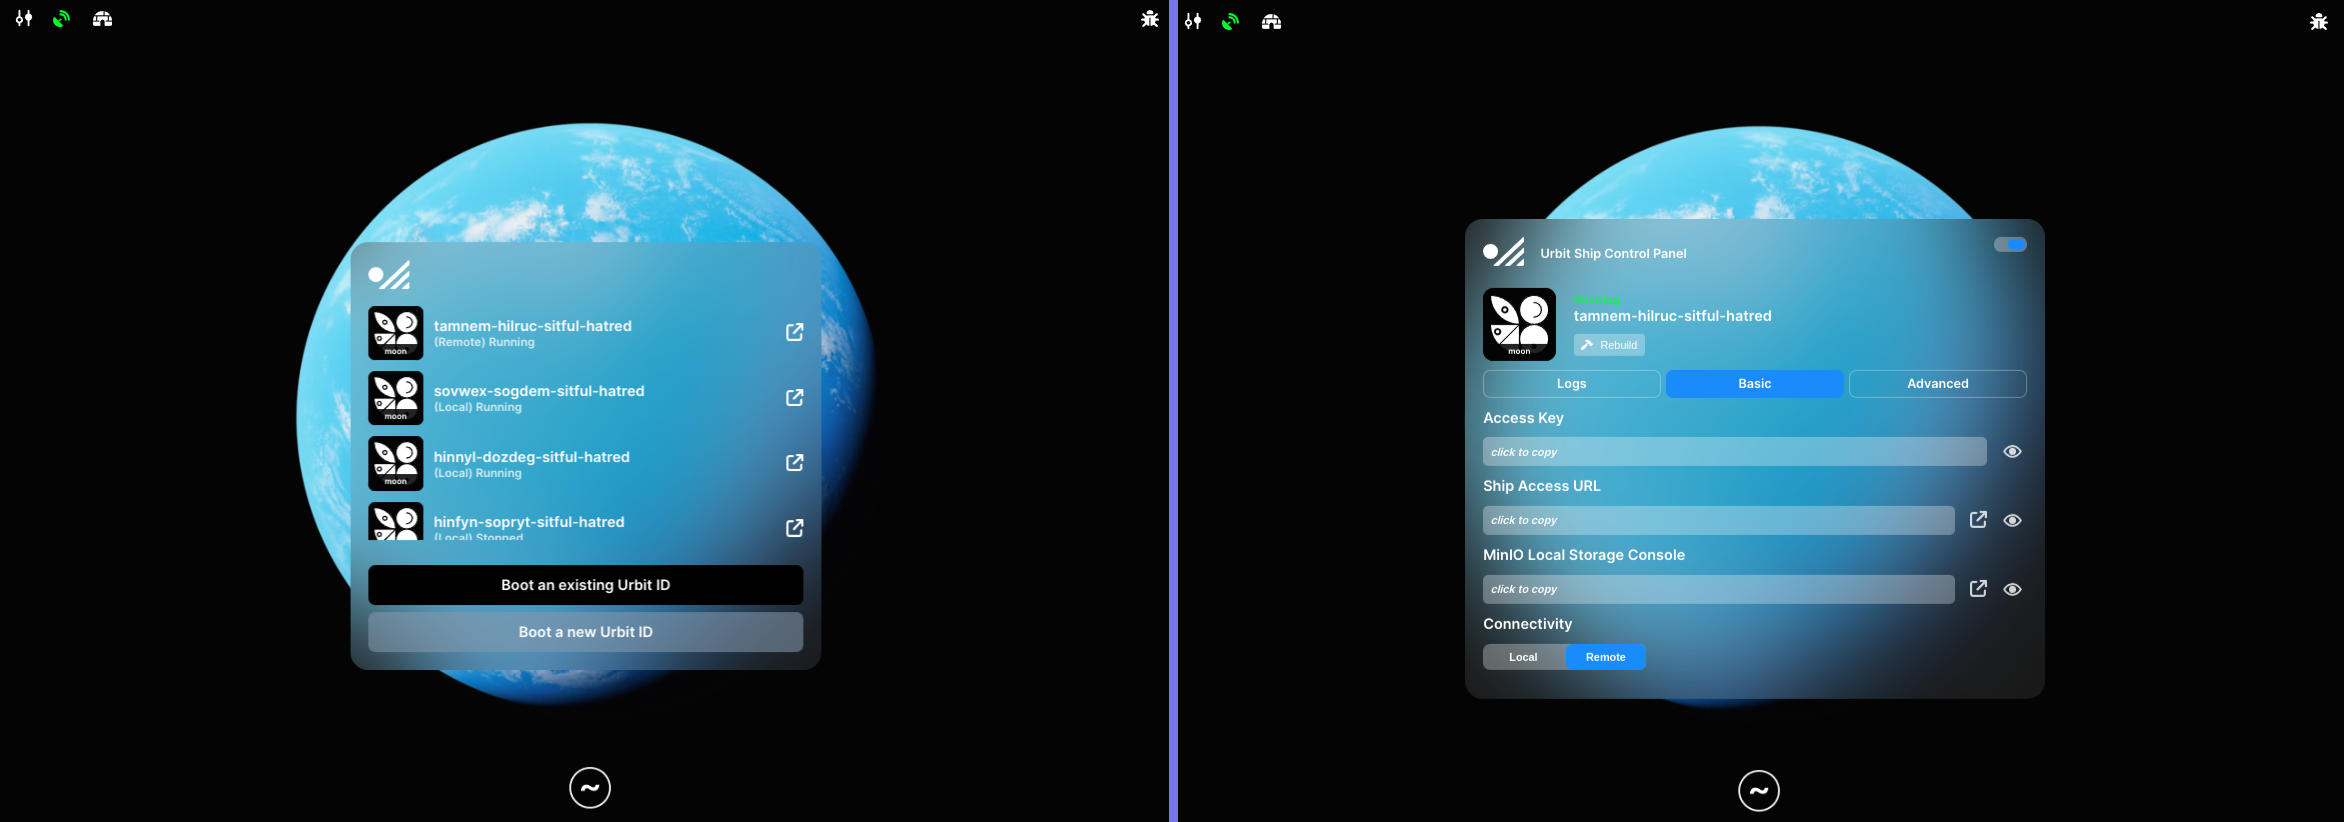 tamnem-hilruc-sitful-hatred
(Remote) Running
moon
sovwex-sogdem-sitful-hatred
(Local) Running
moon
hinnyl-dozdeg-sitful-hatred
(Local) Running
moon
hinfyn-sopryt-sitful-hatred
(Local) Stopped
Boot an existing Urbit ID
Boot a new Urbit ID
~
Urbit Ship Control Panel
Running
tamnem-hilruc-sitful-hatred
Rebuild
moon
Logs Basic Advanced
Access Key
click to copy
Ship Access URL
click to copy
MinIO Local Storage Console
click to copy
Connectivity
Local Remote
~